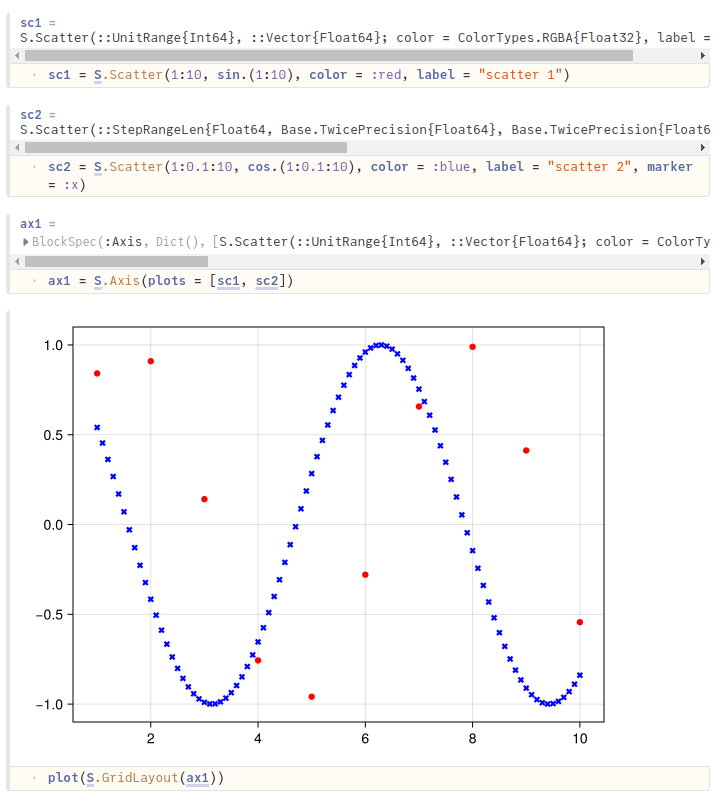 sc1 =
S.Scatter(::UnitRange{Int64}, ::Vector{Float64}; color = ColorTypes.RGBA{Float32}, label =
sc1 = S.Scatter(1:10, sin.(1:10), color = :red, label = "scatter 1")
sc2 =
S.Scatter(::StepRangeLen{Float64, Base.TwicePrecision{Float64}, Base.TwicePrecision{Float6
sc2 = S.Scatter(1:0.1:10, cos.(1:0.1:10), color = :blue, label = "scatter 2", marker
= :x)
ax1 =
BlockSpec(:Axis, Dict(), [S.Scatter(::UnitRange{Int64}, ::Vector{Float64}; color = ColorTy
ax1 = S.Axis(plots = [sc1, sc2])
1.0
0.5
0.0
−0.5
−1.0
2 4 6 8 10
plot(S.GridLayout(ax1))